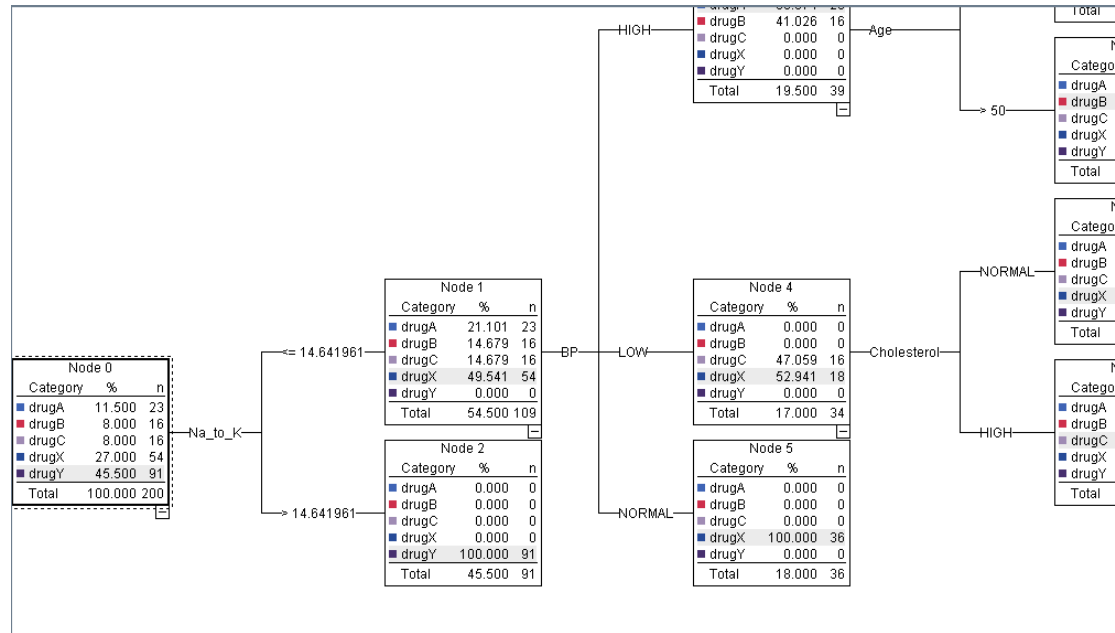 drugB 41.026 16
drugC 0.000 0
drugX 0.000 0
drugY 0.000 0
Total 19.500 39
HIGH
Age
Total
> 50
Catego
drugA
drugB
drugC
drugX
drugY
Total
Node 0
Category % n
drugA 11.500 23
drugB 8.000 16
drugC 8.000 16
drugX 27.000 54
drugY 45.500 91
Total 100.000 200
Na_to_K
<= 14.641961
> 14.641961
Node 1
Category % n
drugA 21.101 23
drugB 14.679 16
drugC 14.679 16
drugX 49.541 54
drugY 0.000 0
Total 54.500 109
Node 2
Category % n
drugA 0.000 0
drugB 0.000 0
drugC 0.000 0
drugX 0.000 0
drugY 100.000 91
Total 45.500 91
BP
LOW
NORMAL
Node 4
Category % n
drugA 0.000 0
drugB 0.000 0
drugC 47.059 16
drugX 52.941 18
drugY 0.000 0
Total 17.000 34
Node 5
Category % n
drugA 0.000 0
drugB 0.000 0
drugC 0.000 0
drugX 100.000 36
drugY 0.000 0
Total 18.000 36
Cholesterol
NORMAL
HIGH
Catego
drugA
drugB
drugC
drugX
drugY
Total
Catego
drugA
drugB
drugC
drugX
drugY
Total